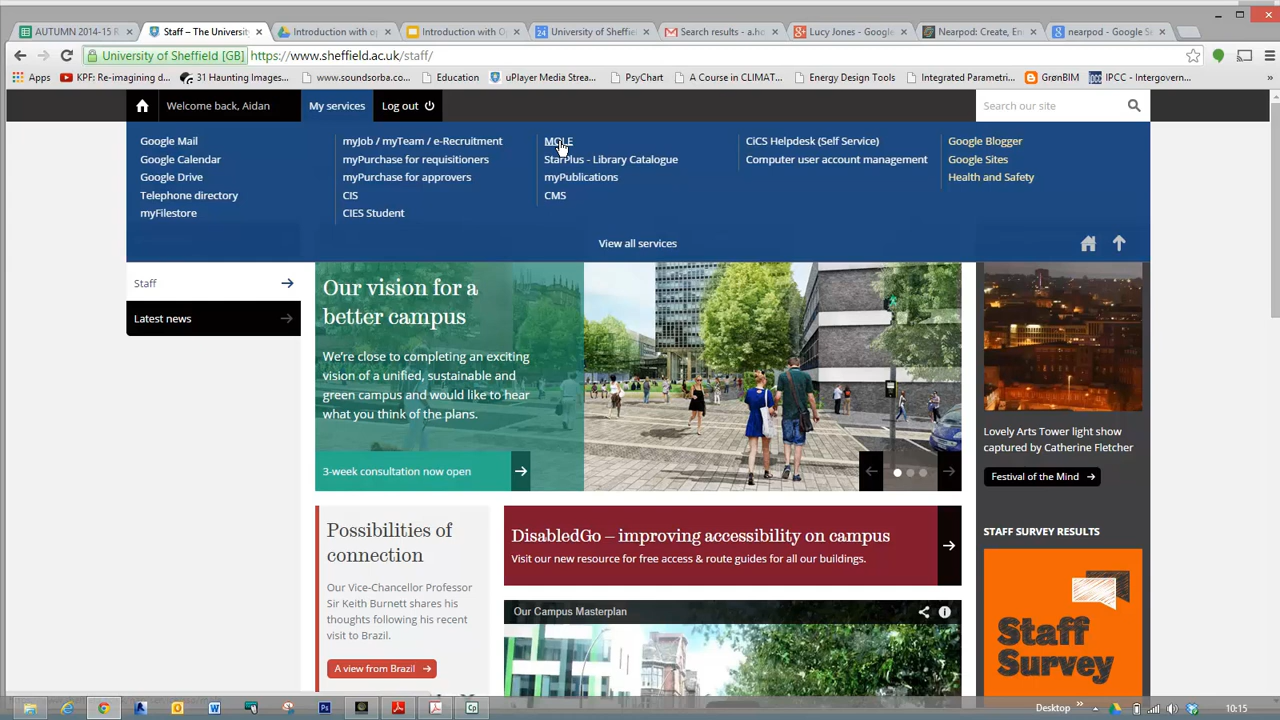 AUTUMN 2014-15 R
Staff – The Universit
Introduction with o
Introduction with O
University of Sheffi
Search results - a.ho
Lucy Jones - Google
Nearpod: Create, En
nearpod - Google S
University of Sheffield [GB]
https://www.sheffield.ac.uk/staff/
Apps
KPF: Re-imagining d...
31 Haunting Images...
www.soundsorba.co...
Education
uPlayer Media Strea...
PsyChart
A Course in CLIMAT...
Energy Design Tools
Integrated Parametri...
GrønBIM
IPCC - Intergovern...
Welcome back, Aidan
My services
Log out
Search our site
Google Mail
Google Calendar
Google Drive
Telephone directory
myFilestore
myJob / myTeam / e-Recruitment
myPurchase for requisitioners
myPurchase for approvers
CIS
CIES Student
MOLE
StarPlus - Library Catalogue
myPublications
CMS
CiCS Helpdesk (Self Service)
Computer user account management
Google Blogger
Google Sites
Health and Safety
View all services
Staff
Latest news
Our vision for a
better campus
We're close to completing an exciting
vision of a unified, sustainable and
green campus and would like to hear
what you think of the plans.
3-week consultation now open
Lovely Arts Tower light show
captured by Catherine Fletcher
Festival of the Mind
Possibilities of
connection
Our Vice-Chancellor Professor
Sir Keith Burnett shares his
thoughts following his recent
visit to Brazil.
A view from Brazil
DisabledGo – improving accessibility on campus
Visit our new resource for free access & route guides for all our buildings.
Our Campus Masterplan
STAFF SURVEY RESULTS
Staff
Survey
Desktop
10:15